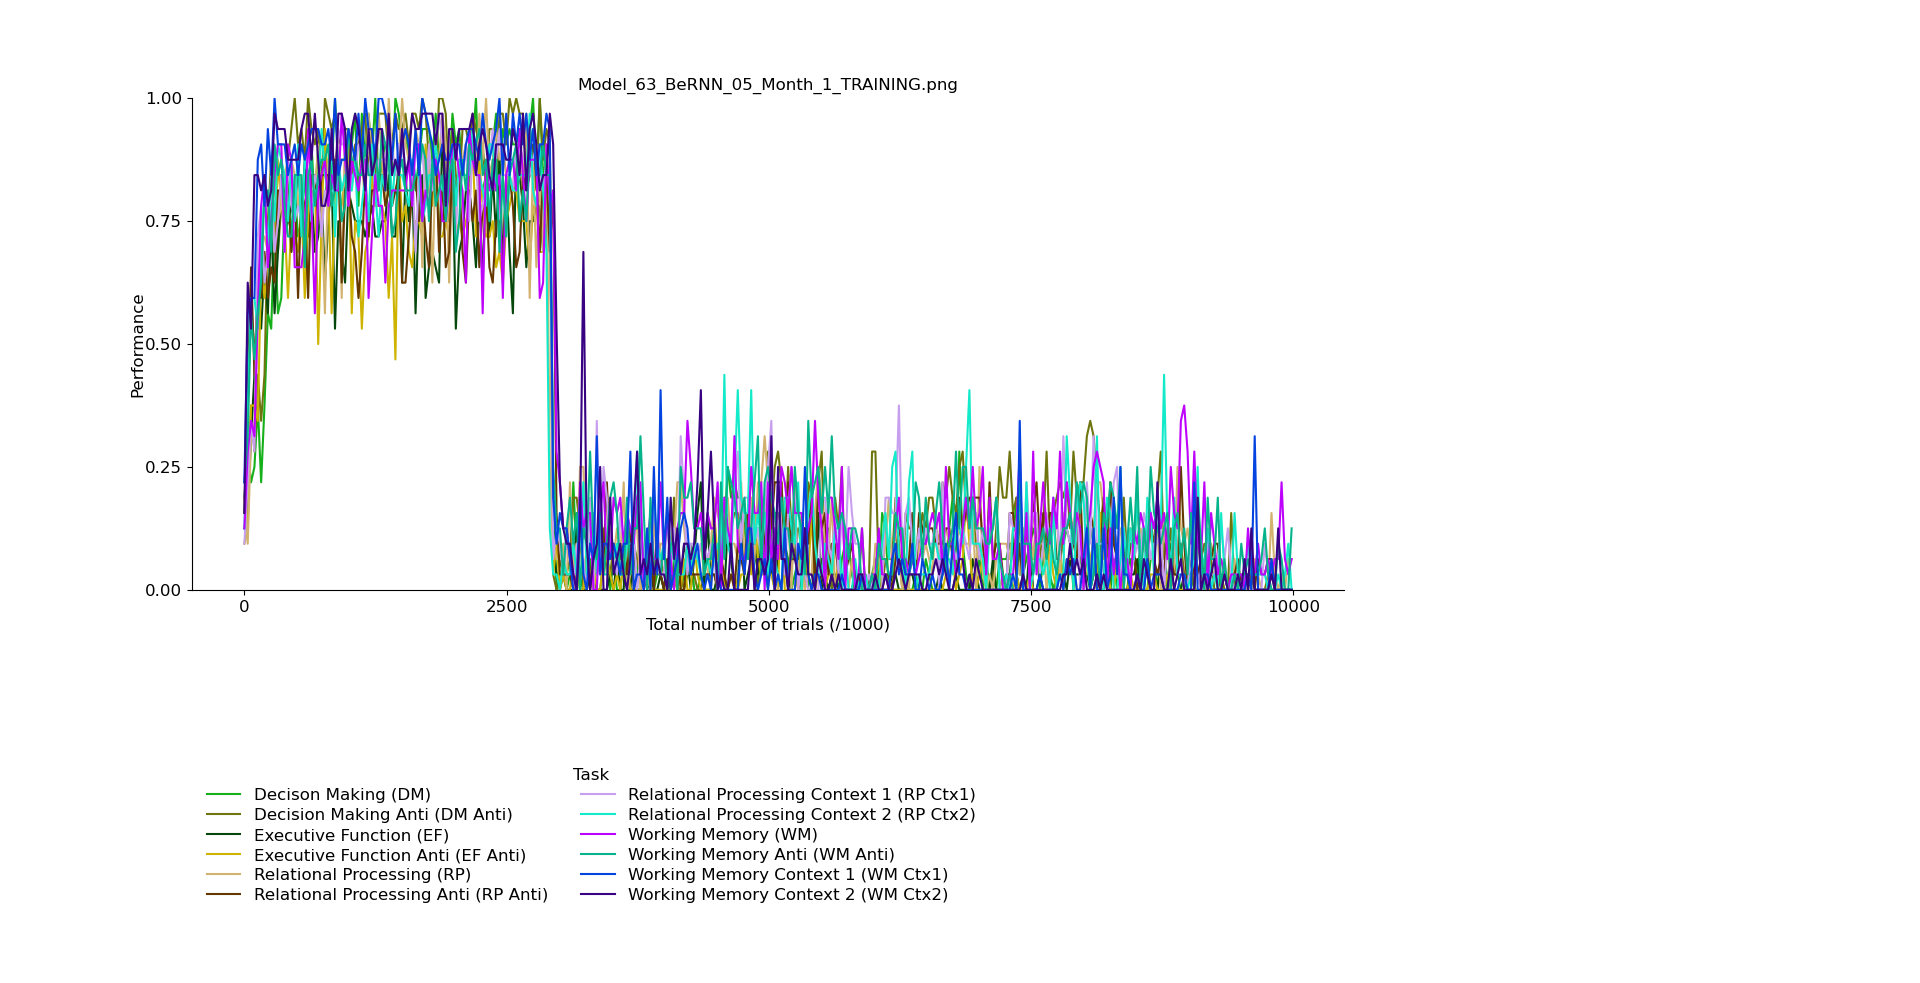 Model_63_BeRNN_05_Month_1_TRAINING.png
1.00
0.75
0.50
0.25
0.00
Performance
0 2500 5000 7500 10000
Total number of trials (/1000)
Task
Decison Making (DM)
Decision Making Anti (DM Anti)
Executive Function (EF)
Executive Function Anti (EF Anti)
Relational Processing (RP)
Relational Processing Anti (RP Anti)
Relational Processing Context 1 (RP Ctx1)
Relational Processing Context 2 (RP Ctx2)
Working Memory (WM)
Working Memory Anti (WM Anti)
Working Memory Context 1 (WM Ctx1)
Working Memory Context 2 (WM Ctx2)